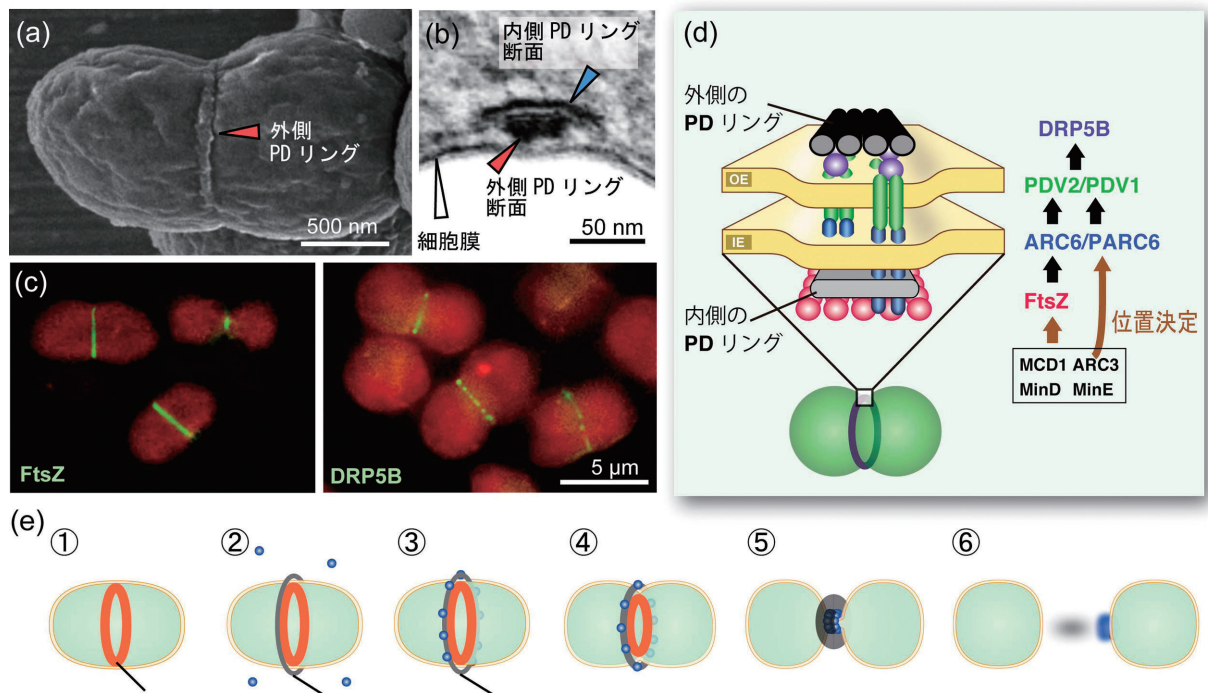 (a)
外側
PD リング
500 nm
(b)
内側 PD リング
断面
外側 PD リング
断面
細胞膜
50 nm
(c)
FtsZ
DRP5B
5 µm
(d)
外側の
PD リング
OE
IE
内側の
PD リング
DRP5B
PDV2/PDV1
ARC6/PARC6
FtsZ
位置決定
MCD1 ARC3
MinD MinE
(e)
①
②
③
④
⑤
⑥